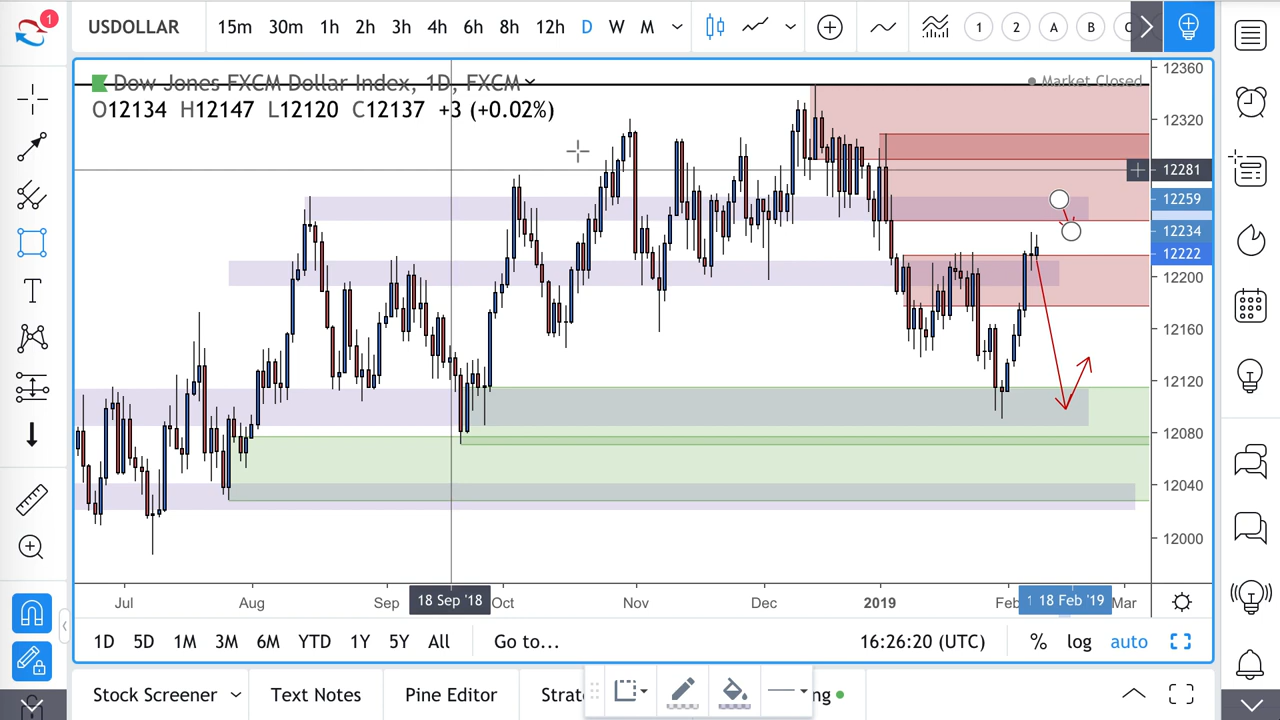 1
USDOLLAR 15m 30m 1h 2h 3h 4h 6h 8h 12h D W M 1 2 A B C
Dow Jones FXCM Dollar Index, 1D, FXCM
Market Closed
O12134 H12147 L12120 C12137 +3 (+0.02%)
12360
12320
12281
12259
12234
12222
12200
12160
12120
12080
12040
12000
Jul Aug Sep 18 Sep '18 Oct Nov Dec 2019 Feb 1 18 Feb '19 Mar
1D 5D 1M 3M 6M YTD 1Y 5Y All Go to... 16:26:20 (UTC) % log auto
Stock Screener Text Notes Pine Editor Strat ng